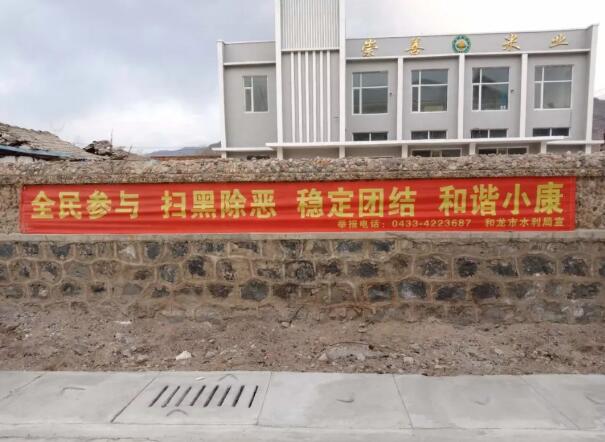 崇善米业
全民参与 扫黑除恶 稳定团结 和谐小康
举报电话：0433-4223687 和龙市水利局宣